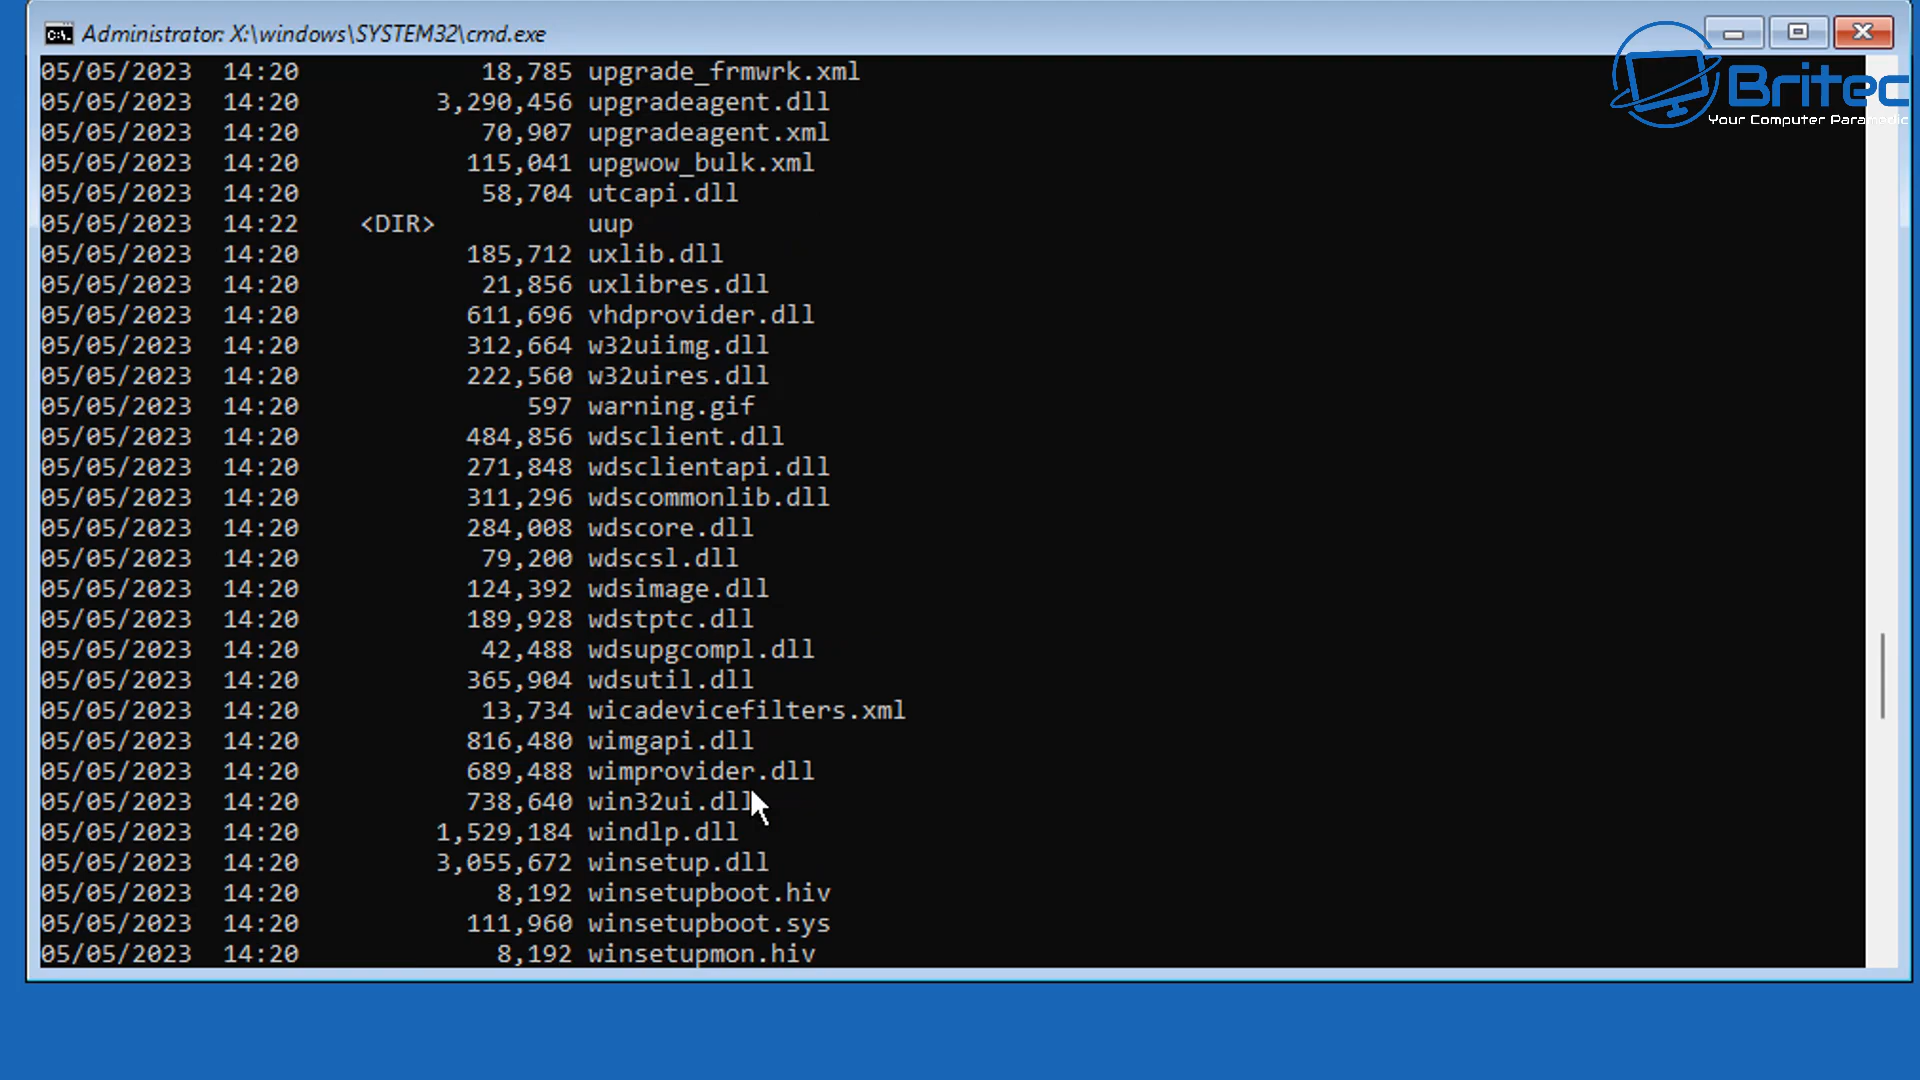 Administrator: X:\windows\SYSTEM32\cmd.exe
Britec
Your Computer Paramedic
05/05/2023 14:20 18,785 upgrade_frmwrk.xml
05/05/2023 14:20 3,290,456 upgradeagent.dll
05/05/2023 14:20 70,907 upgradeagent.xml
05/05/2023 14:20 115,041 upgwow_bulk.xml
05/05/2023 14:20 58,704 utcapi.dll
05/05/2023 14:22 <DIR> uup
05/05/2023 14:20 185,712 uxlib.dll
05/05/2023 14:20 21,856 uxlibres.dll
05/05/2023 14:20 611,696 vhdprovider.dll
05/05/2023 14:20 312,664 w32uiimg.dll
05/05/2023 14:20 222,560 w32uires.dll
05/05/2023 14:20 597 warning.gif
05/05/2023 14:20 484,856 wdsclient.dll
05/05/2023 14:20 271,848 wdsclientapi.dll
05/05/2023 14:20 311,296 wdscommonlib.dll
05/05/2023 14:20 284,008 wdscore.dll
05/05/2023 14:20 79,200 wdscsl.dll
05/05/2023 14:20 124,392 wdsimage.dll
05/05/2023 14:20 189,928 wdstptc.dll
05/05/2023 14:20 42,488 wdsupgcompl.dll
05/05/2023 14:20 365,904 wdsutil.dll
05/05/2023 14:20 13,734 wicadevicefilters.xml
05/05/2023 14:20 816,480 wimgapi.dll
05/05/2023 14:20 689,488 wimprovider.dll
05/05/2023 14:20 738,640 win32ui.dll
05/05/2023 14:20 1,529,184 windlp.dll
05/05/2023 14:20 3,055,672 winsetup.dll
05/05/2023 14:20 8,192 winsetupboot.hiv
05/05/2023 14:20 111,960 winsetupboot.sys
05/05/2023 14:20 8,192 winsetupmon.hiv